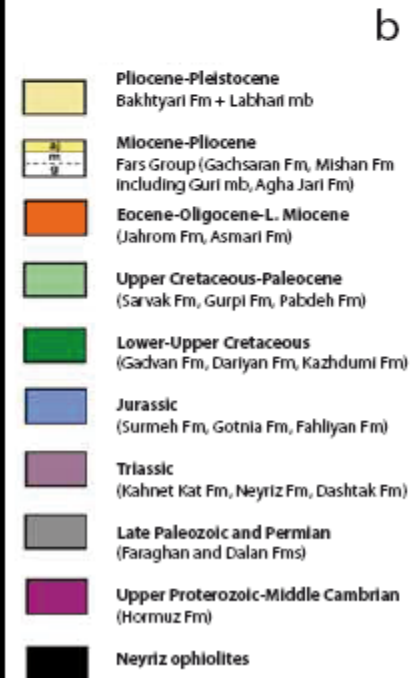 b
Pliocene-Pleistocene
Bakhtyari Fm + Labhari mb
Miocene-Pliocene
aj
m
g
Fars Group (Gachsaran Fm, Mishan Fm
including Guri mb, Agha Jari Fm)
Eocene-Oligocene-L. Miocene
(Jahrom Fm, Asmari Fm)
Upper Cretaceous-Paleocene
(Sarvak Fm, Gurpi Fm, Pabdeh Fm)
Lower-Upper Cretaceous
(Gadvan Fm, Dariyan Fm, Kazhdumi Fm)
Jurassic
(Surmeh Fm, Gotnia Fm, Fahliyan Fm)
Triassic
(Kahnet Kat Fm, Neyriz Fm, Dashtak Fm)
Late Paleozoic and Permian
(Faraghan and Dalan Fms)
Upper Proterozoic-Middle Cambrian
(Hormuz Fm)
Neyriz ophiolites